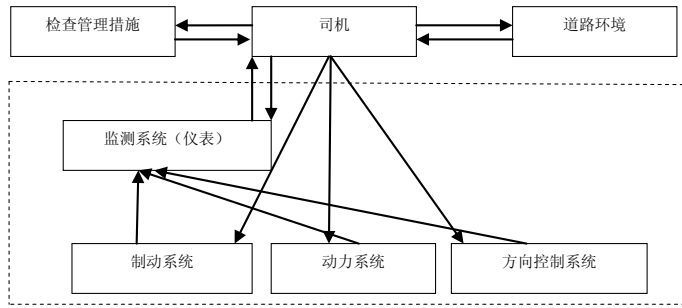 检查管理措施
司机
道路环境
监测系统（仪表）
制动系统
动力系统
方向控制系统